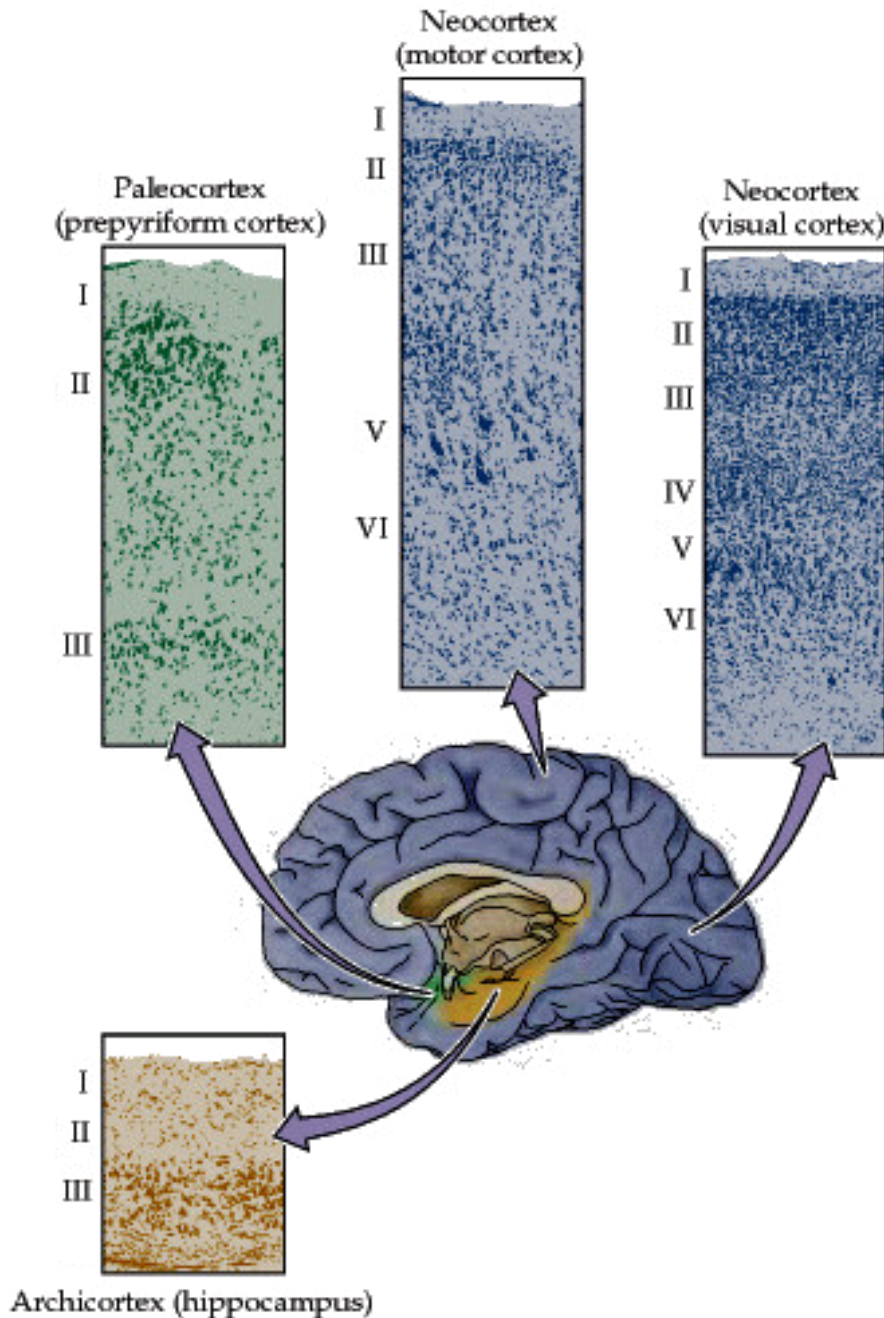 Neocortex
(motor cortex)
I
II
III
V
VI
Paleocortex
(prepyriform cortex)
I
II
III
Neocortex
(visual cortex)
I
II
III
IV
V
VI
I
II
III
Archicortex (hippocampus)